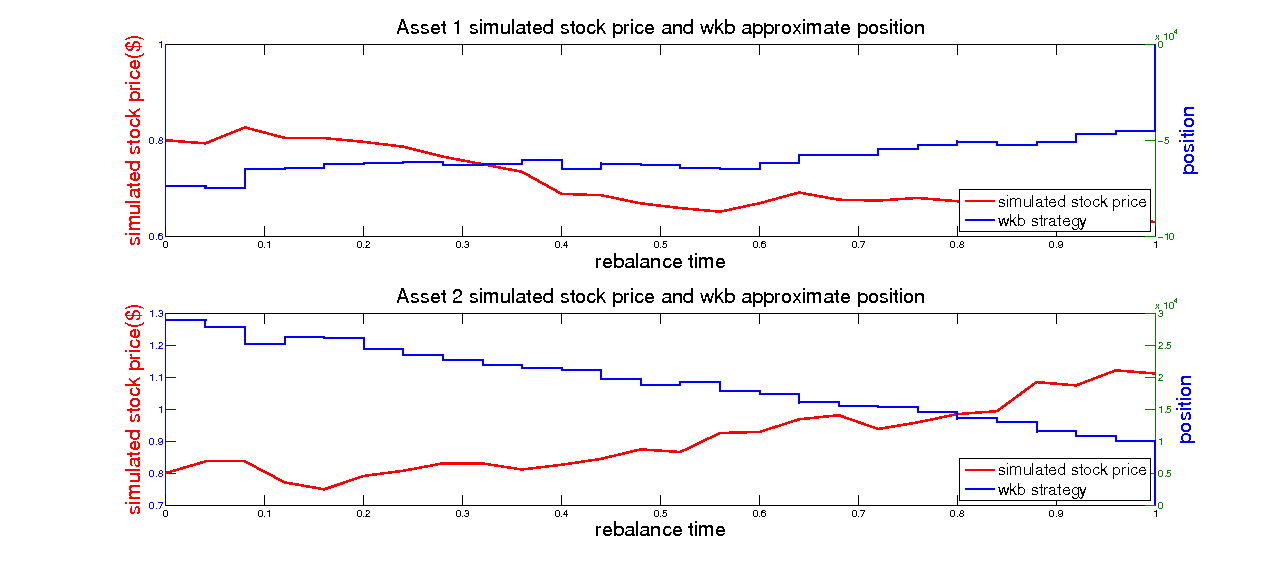 Asset 1 simulated stock price and wkb approximate position
simulated stock price($)
1
0.8
0.6
x 10^4
0
-5
-10
position
simulated stock price
wkb strategy
0 0.1 0.2 0.3 0.4 0.5 0.6 0.7 0.8 0.9 1
rebalance time
Asset 2 simulated stock price and wkb approximate position
simulated stock price($)
1.3
1.2
1.1
1
0.9
0.8
0.7
x 10^4
3
2.5
2
1.5
1
0.5
0
position
simulated stock price
wkb strategy
0 0.1 0.2 0.3 0.4 0.5 0.6 0.7 0.8 0.9 1
rebalance time